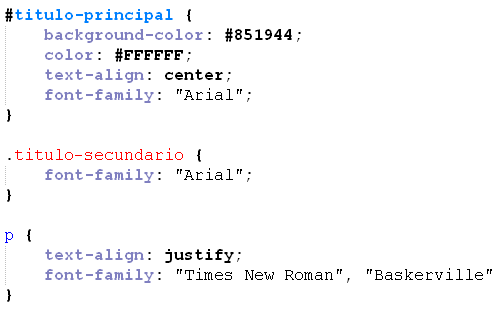 #titulo-principal {
    background-color: #851944;
    color: #FFFFFF;
    text-align: center;
    font-family: "Arial";
}

.titulo-secundario {
    font-family: "Arial";
}

p {
    text-align: justify;
    font-family: "Times New Roman", "Baskerville"
}